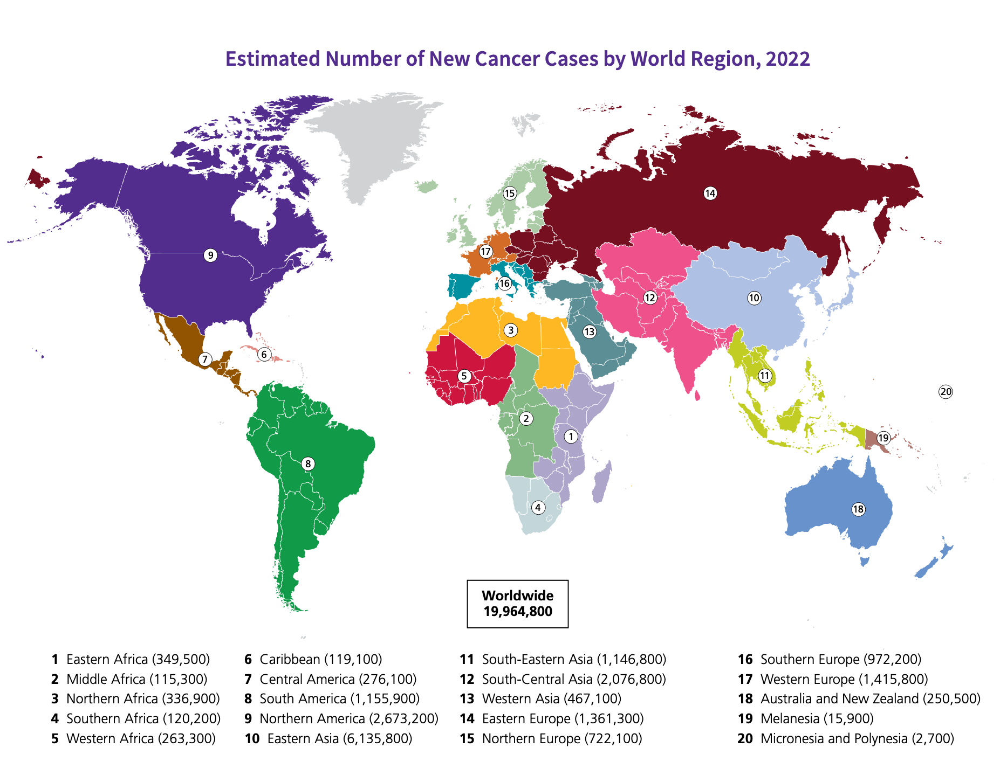 Estimated Number of New Cancer Cases by World Region, 2022
15
14
9
17
16
10
12
3
13
7
6
5
11
20
2
1
19
8
4
18
Worldwide
19,964,800
1 Eastern Africa (349,500)
2 Middle Africa (115,300)
3 Northern Africa (336,900)
4 Southern Africa (120,200)
5 Western Africa (263,300)
6 Caribbean (119,100)
7 Central America (276,100)
8 South America (1,155,900)
9 Northern America (2,673,200)
10 Eastern Asia (6,135,800)
11 South-Eastern Asia (1,146,800)
12 South-Central Asia (2,076,800)
13 Western Asia (467,100)
14 Eastern Europe (1,361,300)
15 Northern Europe (722,100)
16 Southern Europe (972,200)
17 Western Europe (1,415,800)
18 Australia and New Zealand (250,500)
19 Melanesia (15,900)
20 Micronesia and Polynesia (2,700)